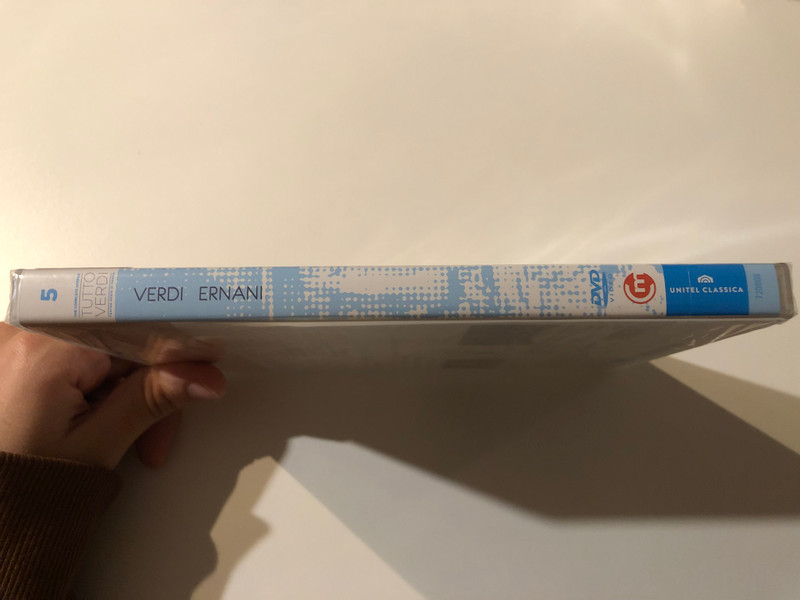 5
TUTTO
VERDI
VERDI ERNANI
DVD
VIDEO
m
UNITEL CLASSICA